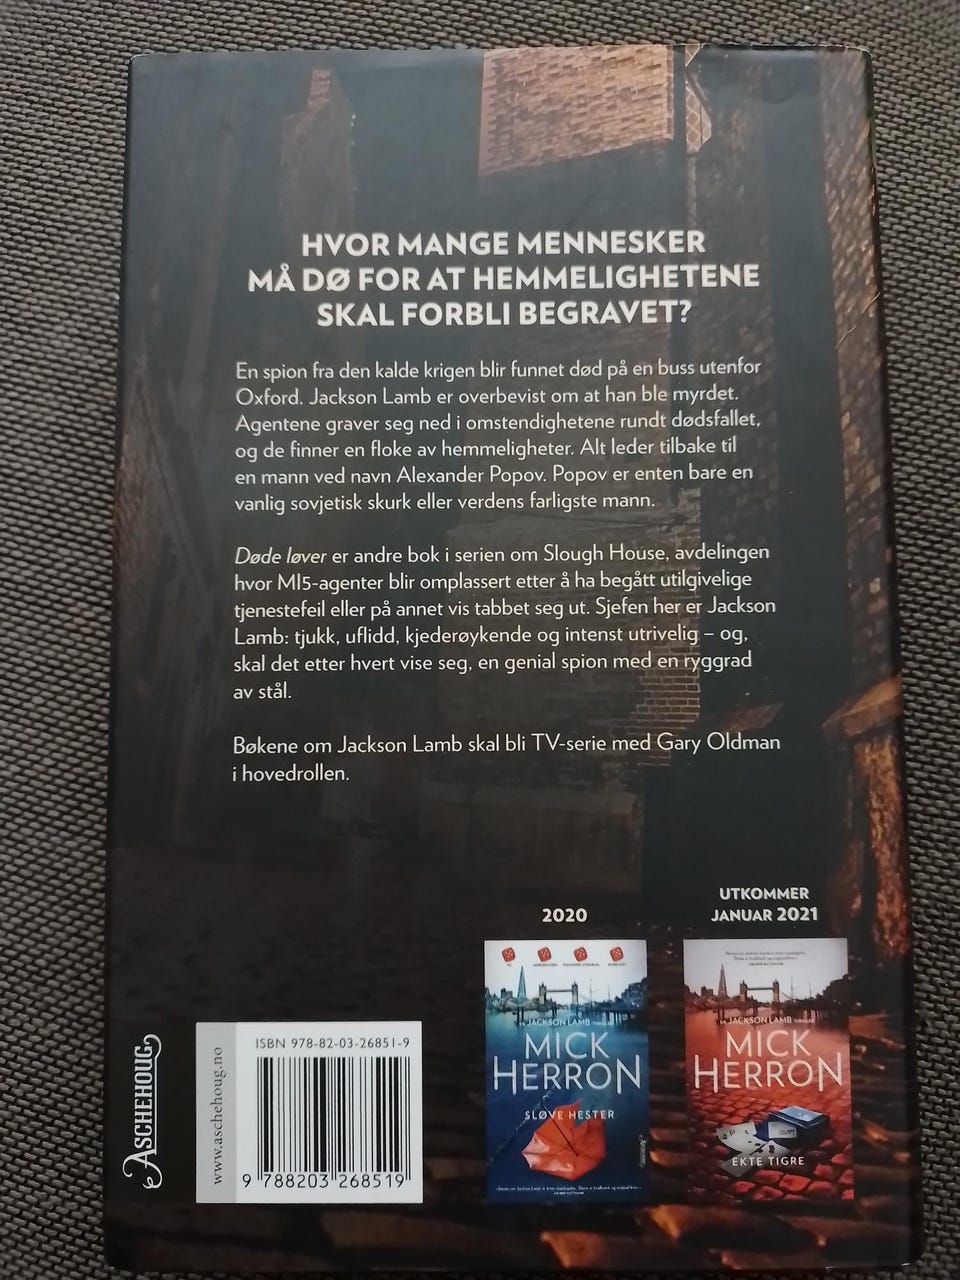 HVOR MANGE MENNESKER
MÅ DØ FOR AT HEMMELIGHETENE
SKAL FORBLI BEGRAVET?
En spion fra den kalde krigen blir funnet død på en buss utenfor
Oxford. Jackson Lamb er overbevist om at han ble myrdet.
Agentene graver seg ned i omstendighetene rundt dødsfallet,
og de finner en floke av hemmeligheter. Alt leder tilbake til
en mann ved navn Alexander Popov. Popov er enten bare en
vanlig sovjetisk skurk eller verdens farligste mann.
Døde løver er andre bok i serien om Slough House, avdelingen
hvor MI5-agenter blir omplassert etter å ha begått utilgivelige
tjenestefeil eller på annet vis tabbet seg ut. Sjefen her er Jackson
Lamb: tjukk, uflidd, kjederøykende og intenst utrivelig – og,
skal det etter hvert vise seg, en genial spion med en ryggrad
av stål.
Bøkene om Jackson Lamb skal bli TV-serie med Gary Oldman
i hovedrollen.
2020
UTKOMMER
JANUAR 2021
JACKSON LAMB
MICK
HERRON
SLØVE HESTER
JACKSON LAMB
MICK
HERRON
EKTE TIGRE
ASCHEHOUG
www.aschehoug.no
ISBN 978-82-03-26851-9
9 788203 268519